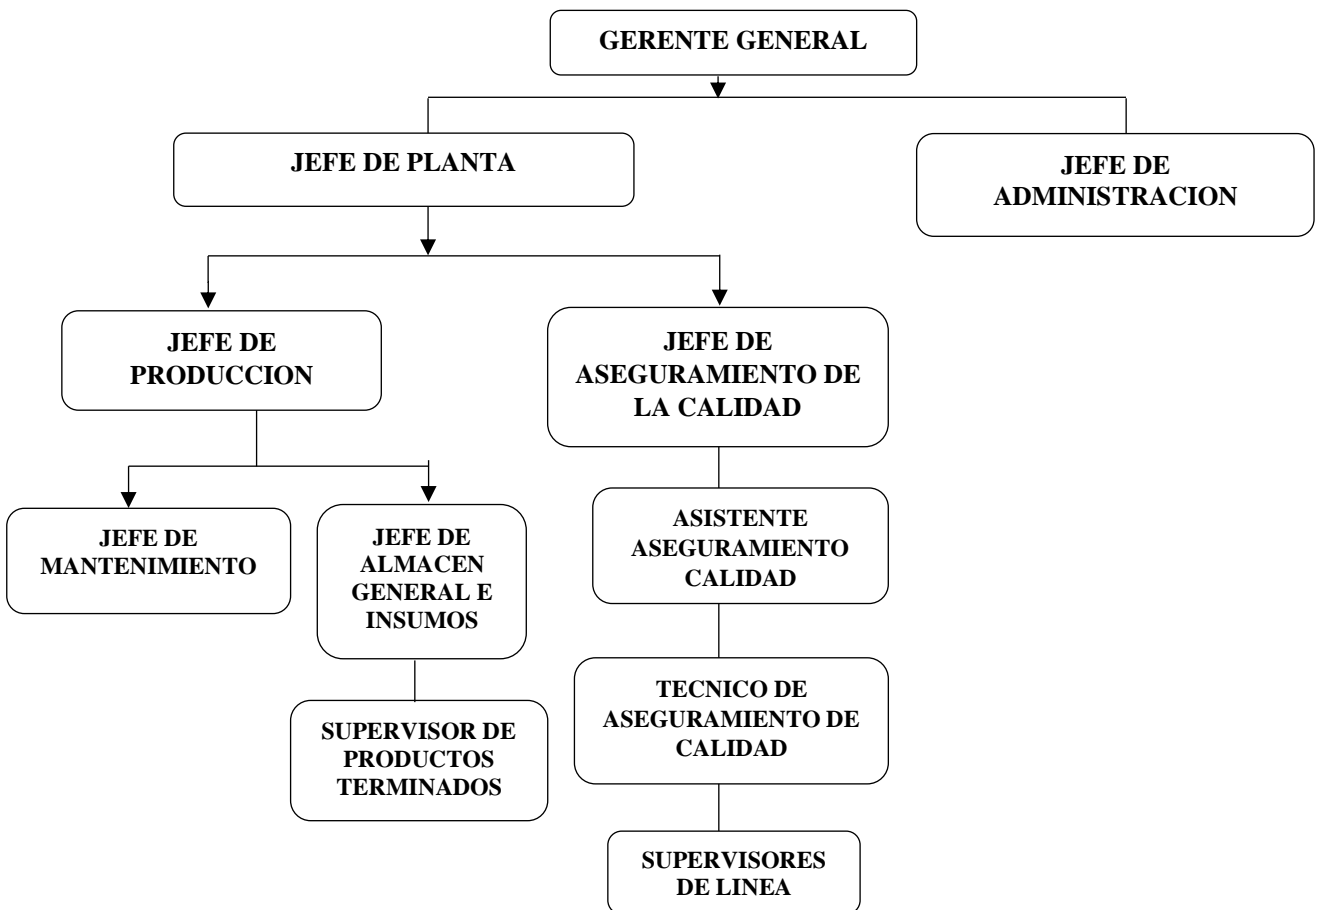 GERENTE GENERAL
JEFE DE PLANTA
JEFE DE
ADMINISTRACION
JEFE DE
PRODUCCION
JEFE DE
ASEGURAMIENTO DE
LA CALIDAD
JEFE DE
MANTENIMIENTO
JEFE DE
ALMACEN
GENERAL E
INSUMOS
ASISTENTE
ASEGURAMIENTO
CALIDAD
SUPERVISOR DE
PRODUCTOS
TERMINADOS
TECNICO DE
ASEGURAMIENTO DE
CALIDAD
SUPERVISORES
DE LINEA